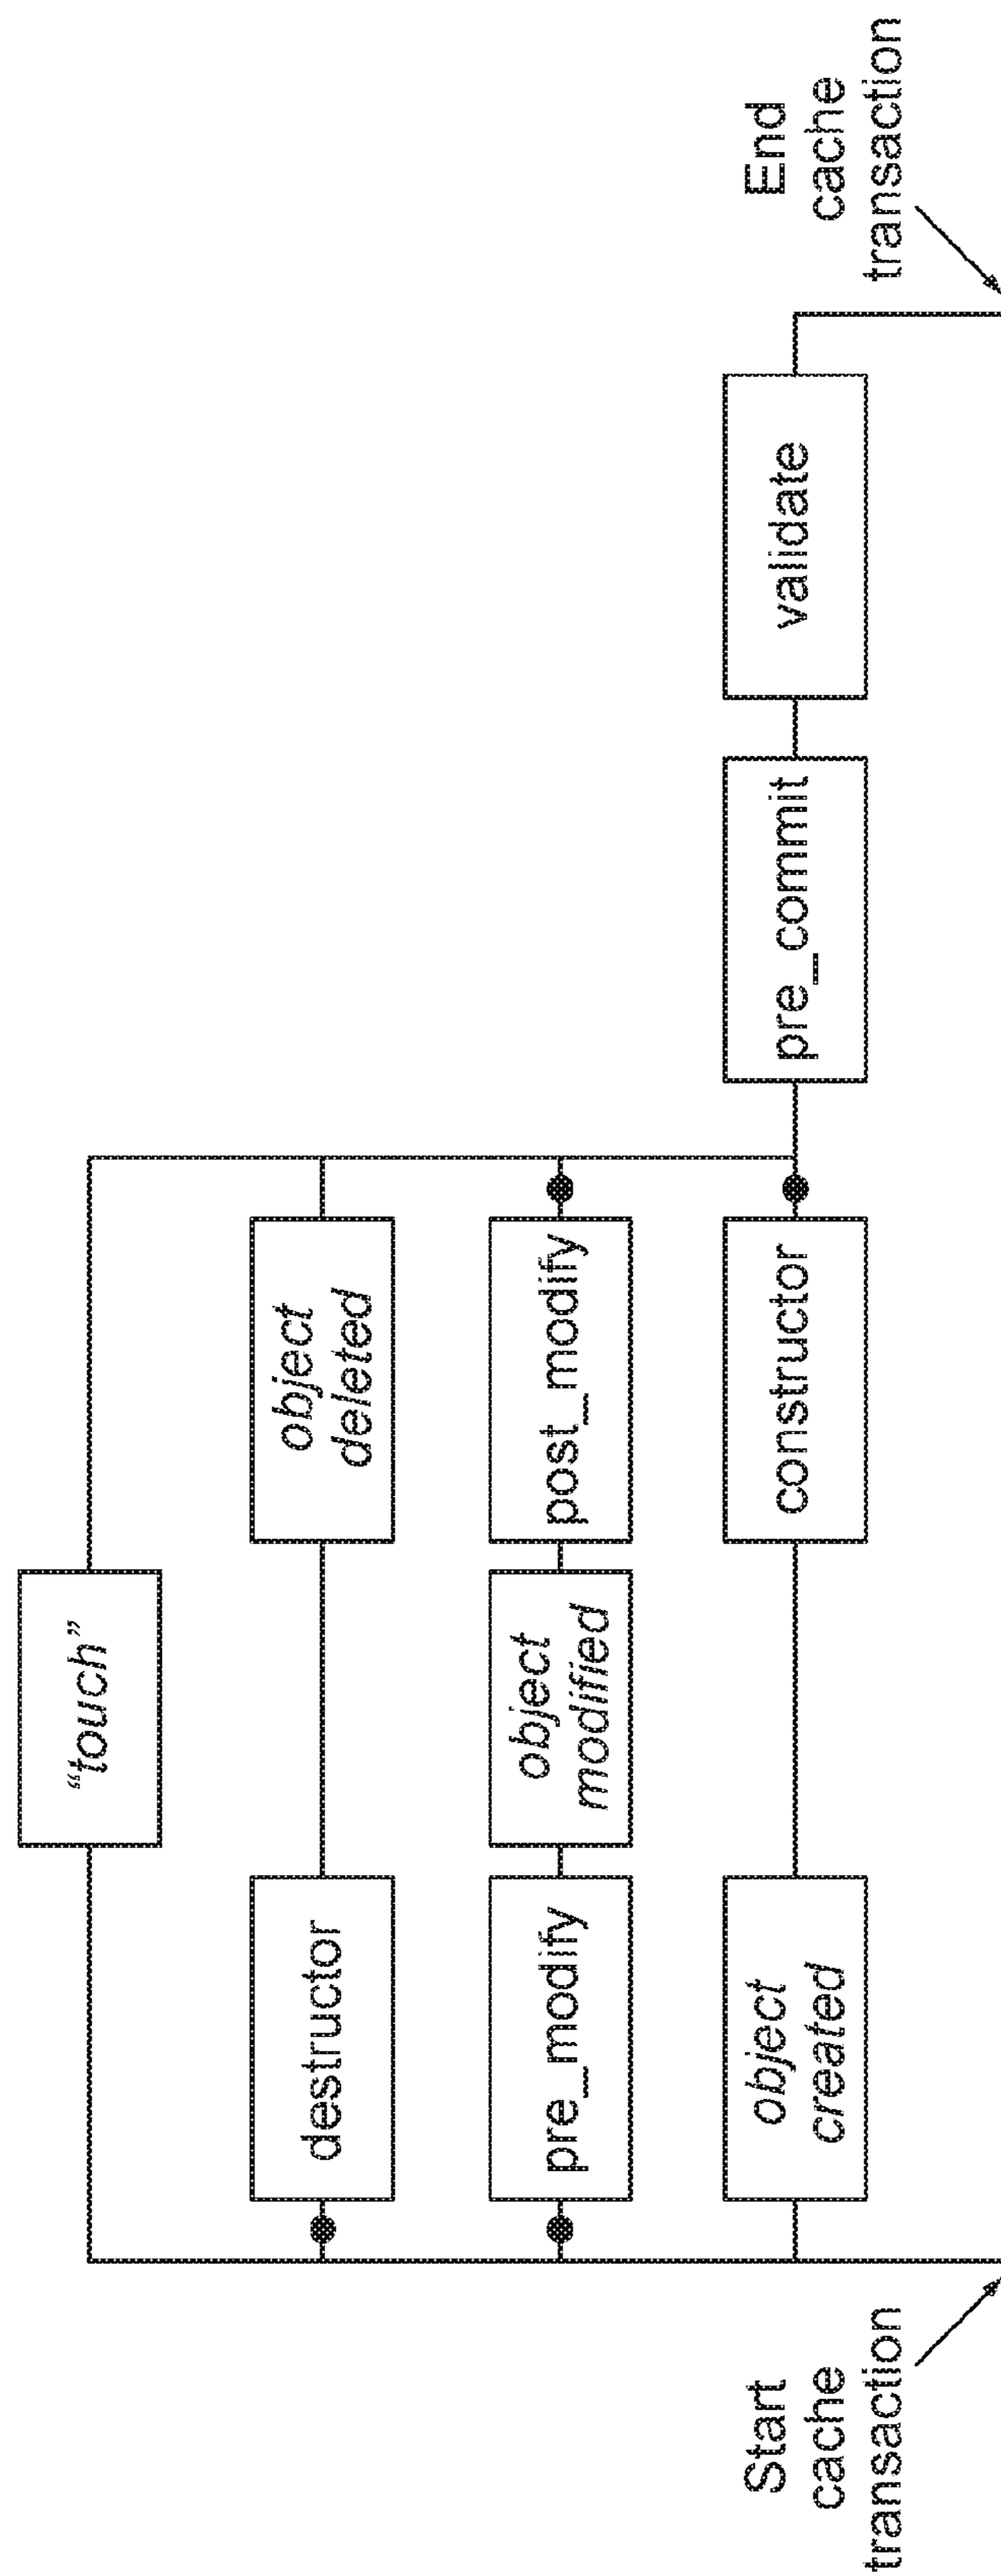 “touch”
destructor
object
deleted
pre_modify
object
modified
post_modify
object
created
constructor
pre_commit
validate
Start
cache
transaction
End
cache
transaction